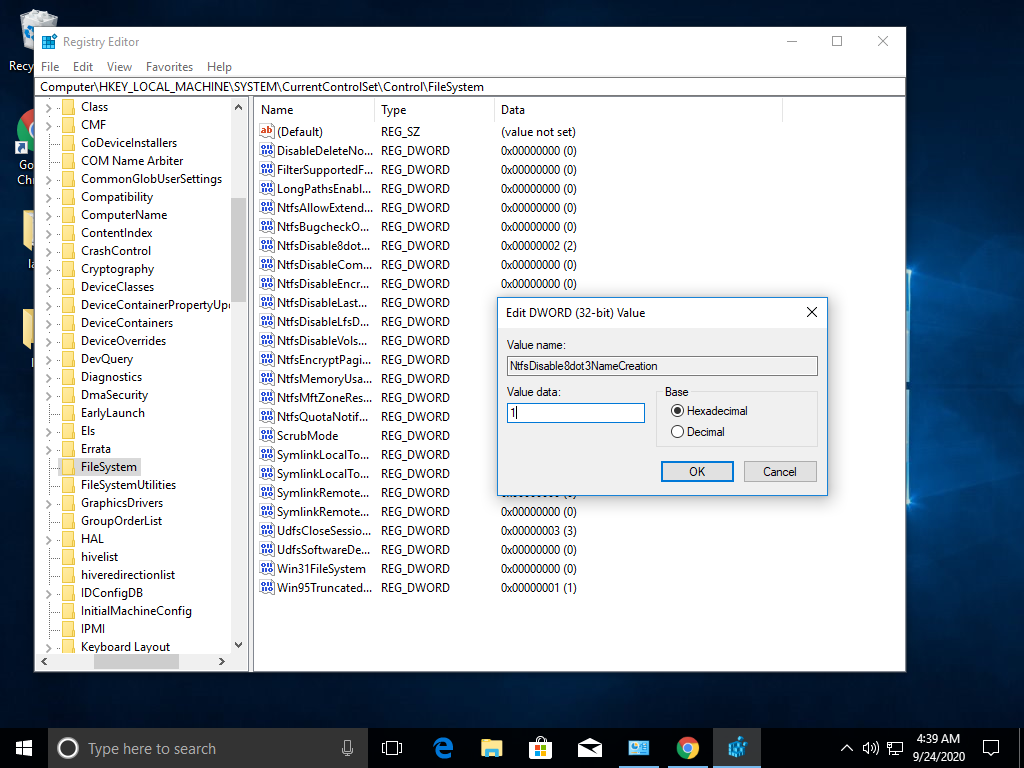 Registry Editor
File Edit View Favorites Help
Computer\HKEY_LOCAL_MACHINE\SYSTEM\CurrentControlSet\Control\FileSystem
Class
CMF
CoDeviceInstallers
COM Name Arbiter
CommonGlobUserSettings
Compatibility
ComputerName
ContentIndex
CrashControl
Cryptography
DeviceClasses
DeviceContainerPropertyUp
DeviceContainers
DeviceOverrides
DevQuery
Diagnostics
DmaSecurity
EarlyLaunch
Els
Errata
FileSystem
FileSystemUtilities
GraphicsDrivers
GroupOrderList
HAL
hivelist
hiveredirectionlist
IDConfigDB
InitialMachineConfig
IPMI
Keyboard Layout
Name Type Data
(Default) REG_SZ (value not set)
DisableDeleteNo... REG_DWORD 0x00000000 (0)
FilterSupportedF... REG_DWORD 0x00000000 (0)
LongPathsEnabl... REG_DWORD 0x00000000 (0)
NtfsAllowExtend... REG_DWORD 0x00000000 (0)
NtfsBugcheckO... REG_DWORD 0x00000000 (0)
NtfsDisable8dot... REG_DWORD 0x00000002 (2)
NtfsDisableCom... REG_DWORD 0x00000000 (0)
NtfsDisableEncr... REG_DWORD 0x00000000 (0)
NtfsDisableLast... REG_DWORD
NtfsDisableLfsD... REG_DWORD
NtfsDisableVols... REG_DWORD
NtfsEncryptPagi... REG_DWORD
NtfsMemoryUsa... REG_DWORD
NtfsMftZoneRes... REG_DWORD
NtfsQuotaNotif... REG_DWORD
ScrubMode REG_DWORD
SymlinkLocalTo... REG_DWORD
SymlinkLocalTo... REG_DWORD
SymlinkRemote... REG_DWORD
SymlinkRemote... REG_DWORD 0x00000000 (0)
UdfsCloseSessio... REG_DWORD 0x00000003 (3)
UdfsSoftwareDe... REG_DWORD 0x00000000 (0)
Win31FileSystem REG_DWORD 0x00000000 (0)
Win95Truncated... REG_DWORD 0x00000001 (1)
Edit DWORD (32-bit) Value
Value name:
NtfsDisable8dot3NameCreation
Value data:
1
Base
Hexadecimal
Decimal
OK Cancel
Recy
Go
Chr
Type here to search
4:39 AM
9/24/2020